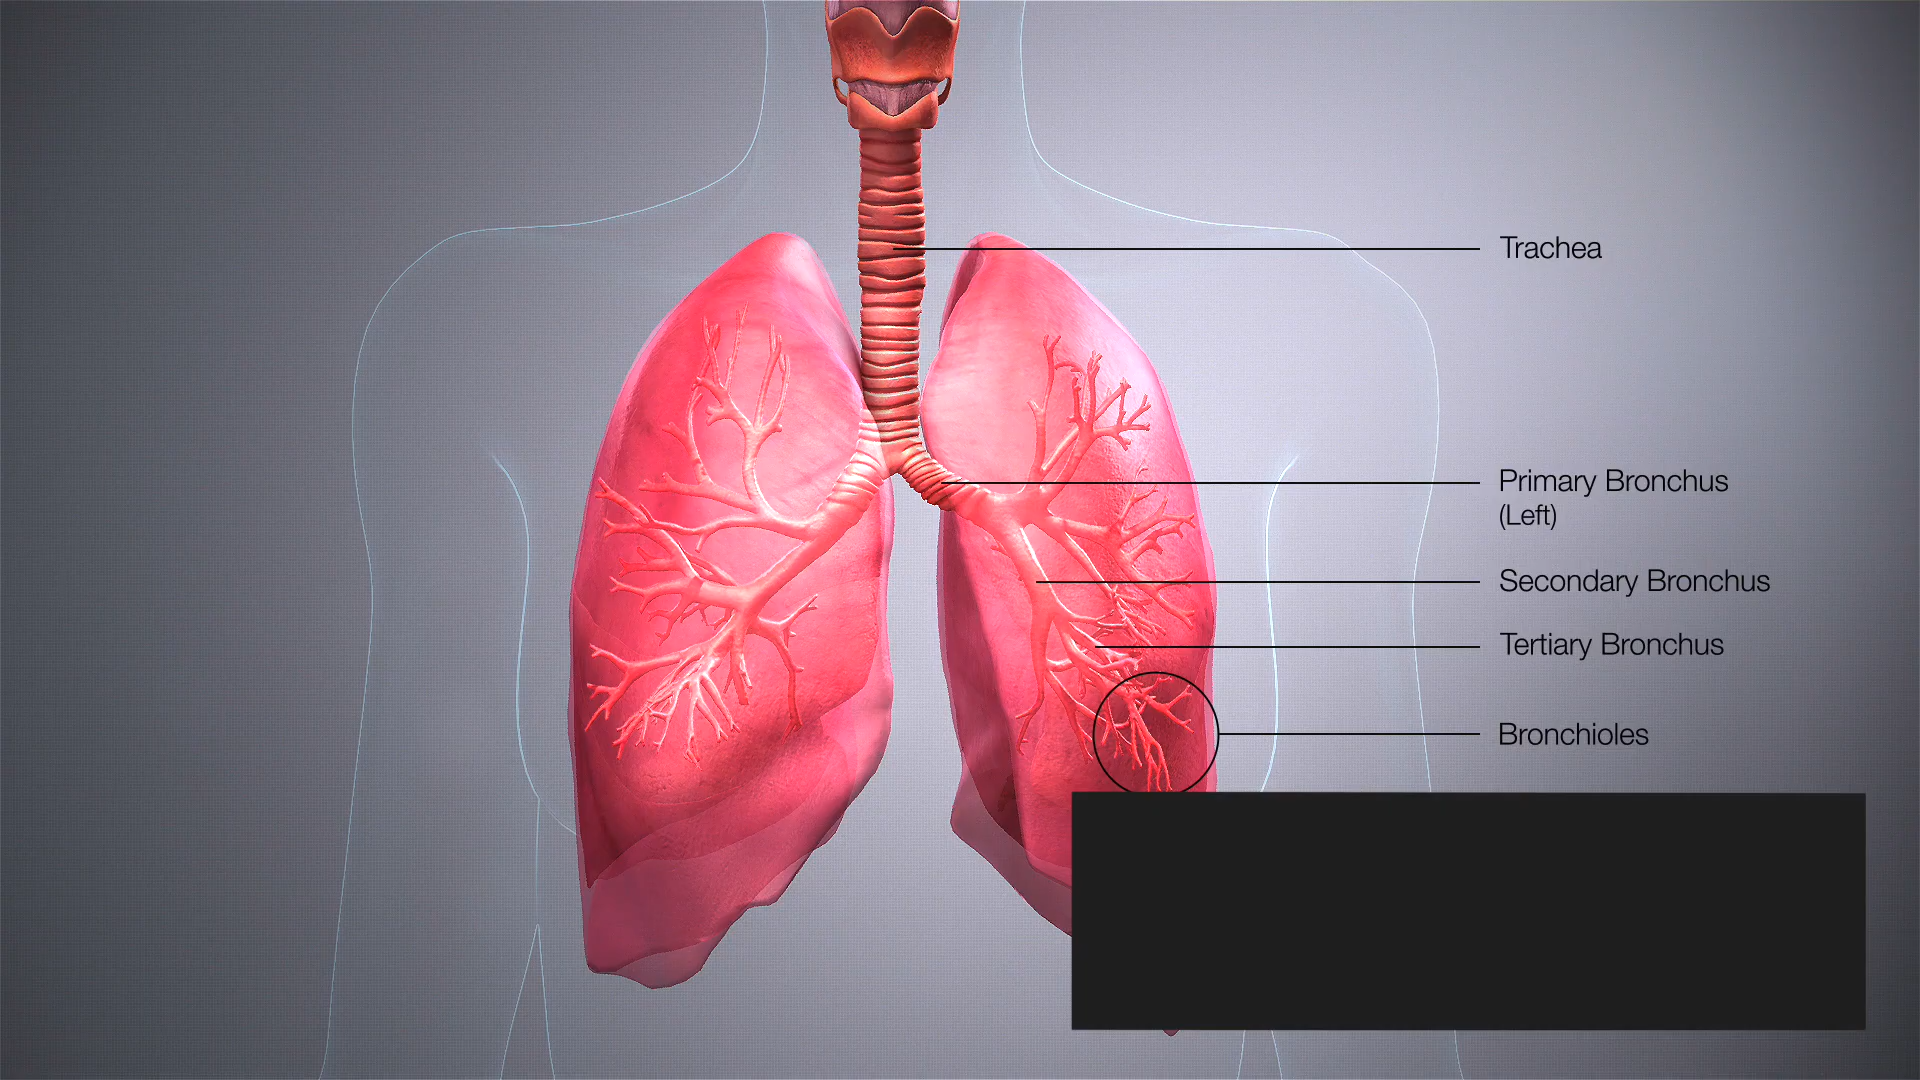 Trachea
Primary Bronchus
(Left)
Secondary Bronchus
Tertiary Bronchus
Bronchioles